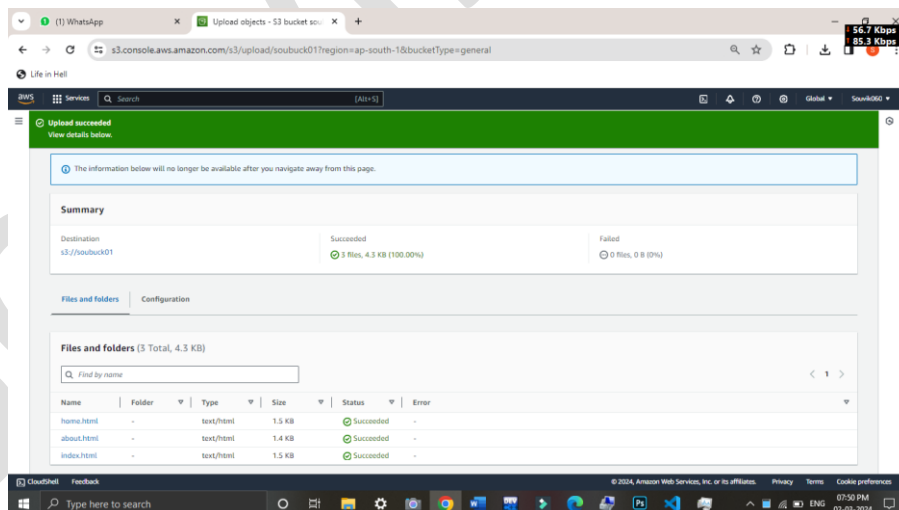 (1) WhatsApp
Upload objects - S3 bucket sou
56.7 Kbps
85.3 Kbps
s3.console.aws.amazon.com/s3/upload/soubuck01?region=ap-south-1&bucketType=general
Life in Hell
aws Services Search [Alt+S] Global Souvik060
Upload succeeded
View details below.
The information below will no longer be available after you navigate away from this page.
Summary
Destination Succeeded Failed
s3://soubuck01 3 files, 4.3 KB (100.00%) 0 files, 0 B (0%)
Files and folders Configuration
Files and folders (3 Total, 4.3 KB)
Find by name
1
Name Folder Type Size Status Error
home.html - text/html 1.5 KB Succeeded -
about.html - text/html 1.4 KB Succeeded -
index.html - text/html 1.5 KB Succeeded -
CloudShell Feedback © 2024, Amazon Web Services, Inc. or its affiliates. Privacy Terms Cookie preferences
Type here to search
Ps
ENG
07:50 PM